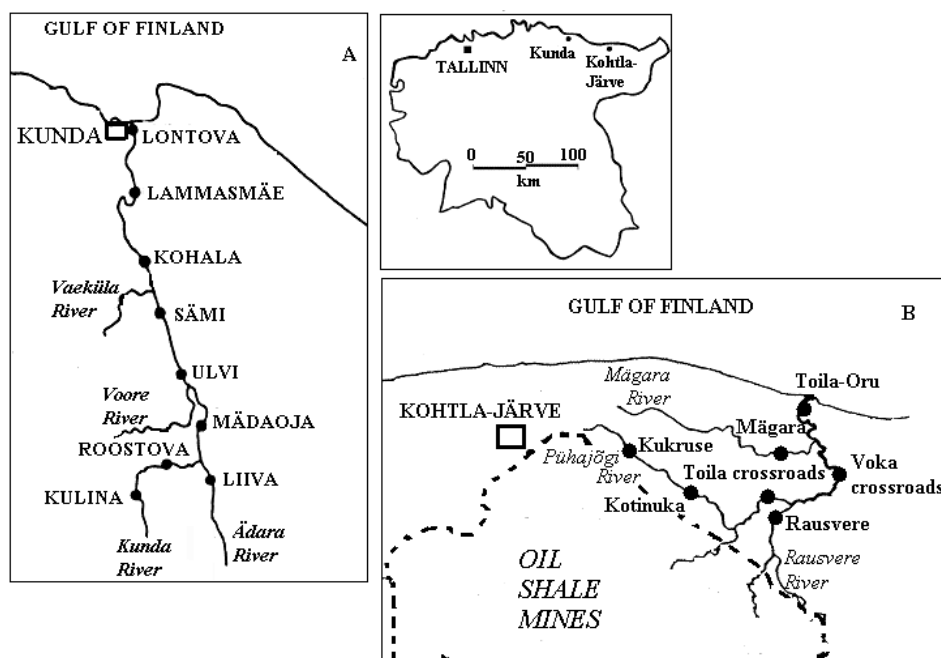 GULF OF FINLAND
A
KUNDA
LONTOVA
LAMMASMÄE
KOHALA
Vaeküla
River
SÄMI
ULVI
Voore
River
MÄDAOJA
ROOSTOVA
KULINA
LIIVA
Kunda
River
Ädara
River
TALLINN
Kunda
Kohtla-
Järve
0 50 100
km
GULF OF FINLAND
B
Mägara
River
Toila-Oru
KOHTLA-JÄRVE
Mägara
Kukruse
Pühajõgi
River
Toila crossroads
Voka
crossroads
Kotinuka
Rausvere
Rausvere
River
OIL
SHALE
MINES